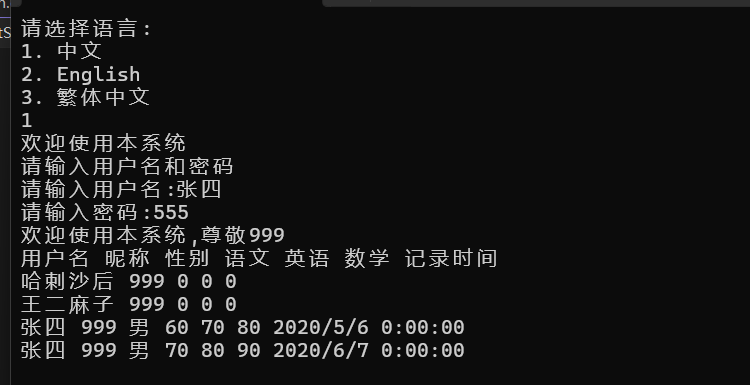 请选择语言:
1. 中文
2. English
3. 繁体中文
1
欢迎使用本系统
请输入用户名和密码
请输入用户名:张四
请输入密码:555
欢迎使用本系统,尊敬999
用户名 昵称 性别 语文 英语 数学 记录时间
哈刺沙后 999 0 0 0
王二麻子 999 0 0 0
张四 999 男 60 70 80 2020/5/6 0:00:00
张四 999 男 70 80 90 2020/6/7 0:00:00